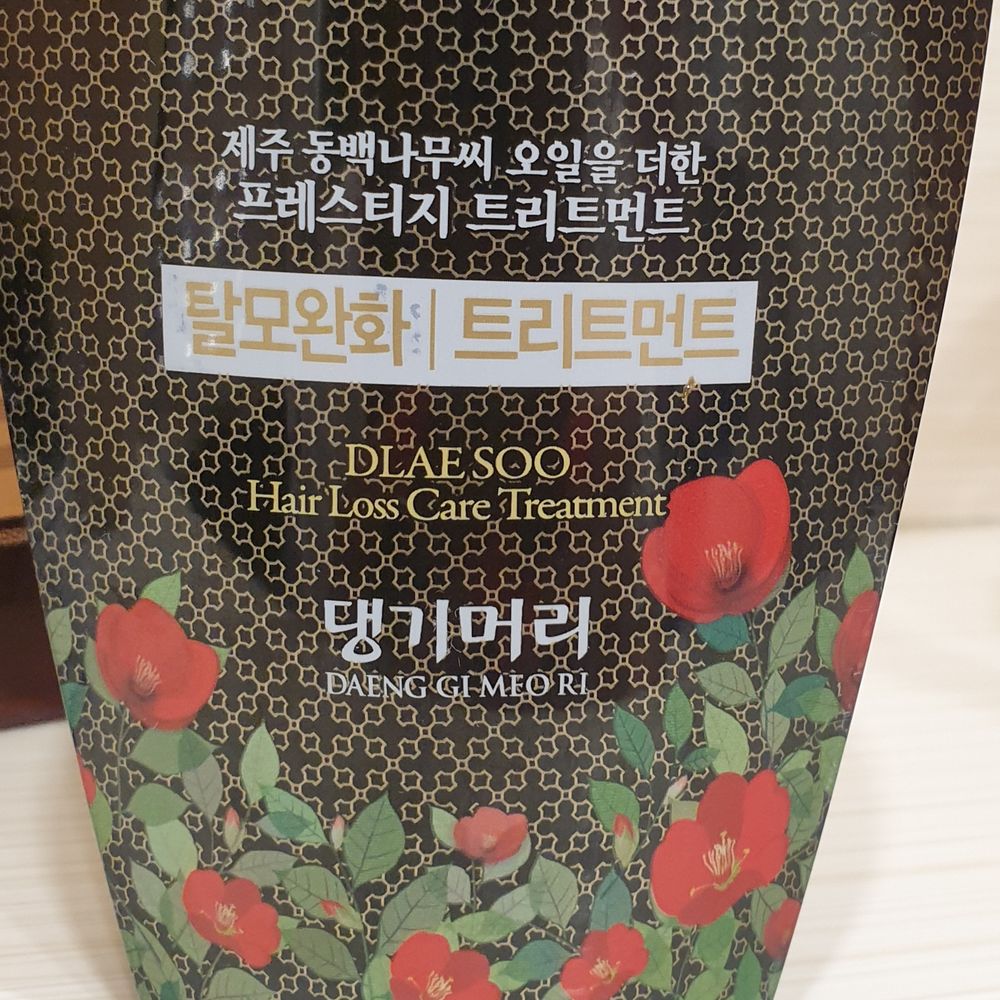 제주 동백나무씨 오일을 더한
프레스티지 트리트먼트
탈모완화 | 트리트먼트
DLAE SOO
Hair Loss Care Treatment
댕기머리
DAENG GI MEO RI